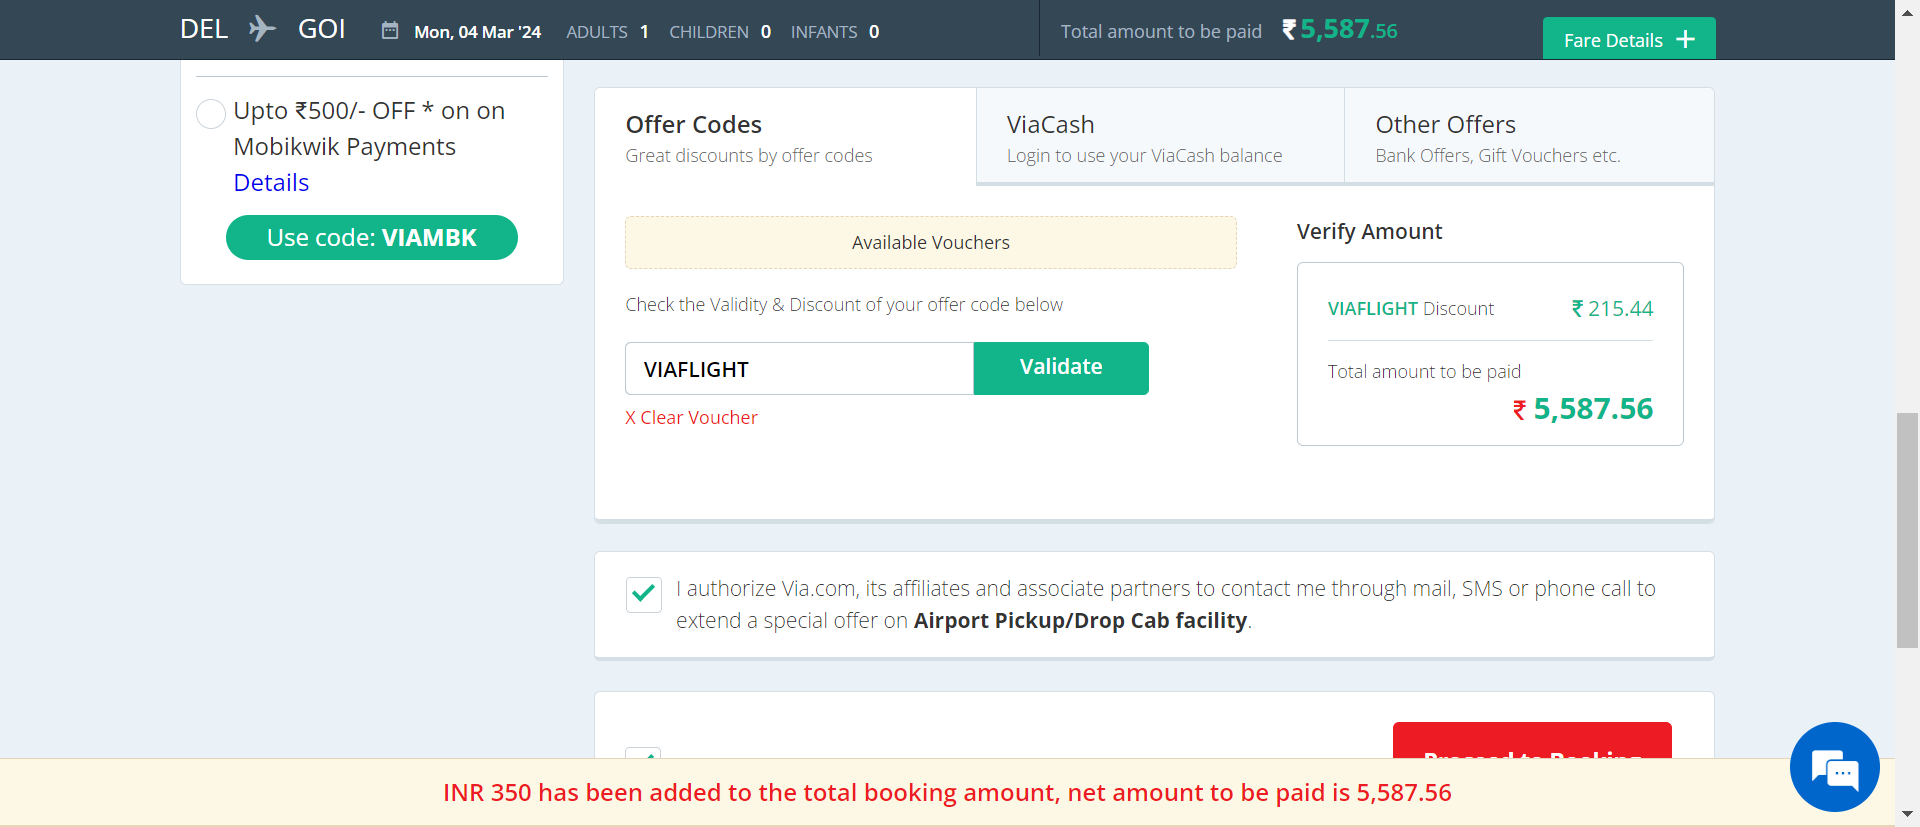 DEL GOI Mon, 04 Mar '24 ADULTS 1 CHILDREN 0 INFANTS 0 Total amount to be paid ₹5,587.56 Fare Details +
Upto ₹500/- OFF * on on
Mobikwik Payments
Details
Use code: VIAMBK
Offer Codes
Great discounts by offer codes
ViaCash
Login to use your ViaCash balance
Other Offers
Bank Offers, Gift Vouchers etc.
Available Vouchers
Check the Validity & Discount of your offer code below
VIAFLIGHT Validate
X Clear Voucher
Verify Amount
VIAFLIGHT Discount ₹ 215.44
Total amount to be paid
₹ 5,587.56
I authorize Via.com, its affiliates and associate partners to contact me through mail, SMS or phone call to
extend a special offer on Airport Pickup/Drop Cab facility.
Proceed to Booking
INR 350 has been added to the total booking amount, net amount to be paid is 5,587.56